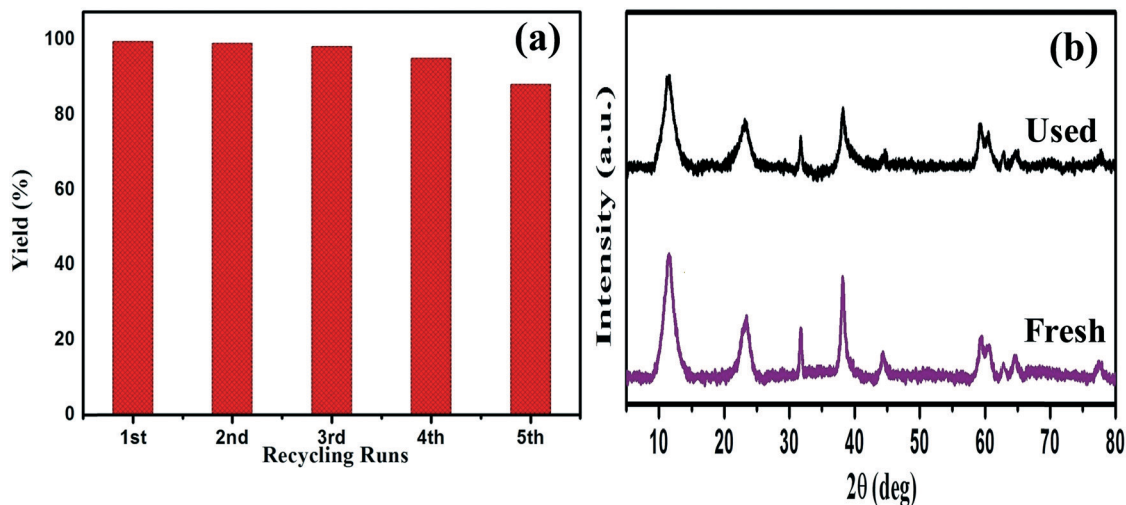 (a)
Yield (%)
100
80
60
40
20
0
1st 2nd 3rd 4th 5th
Recycling Runs
(b)
Intensity (a.u.)
Used
Fresh
10 20 30 40 50 60 70 80
2θ (deg)